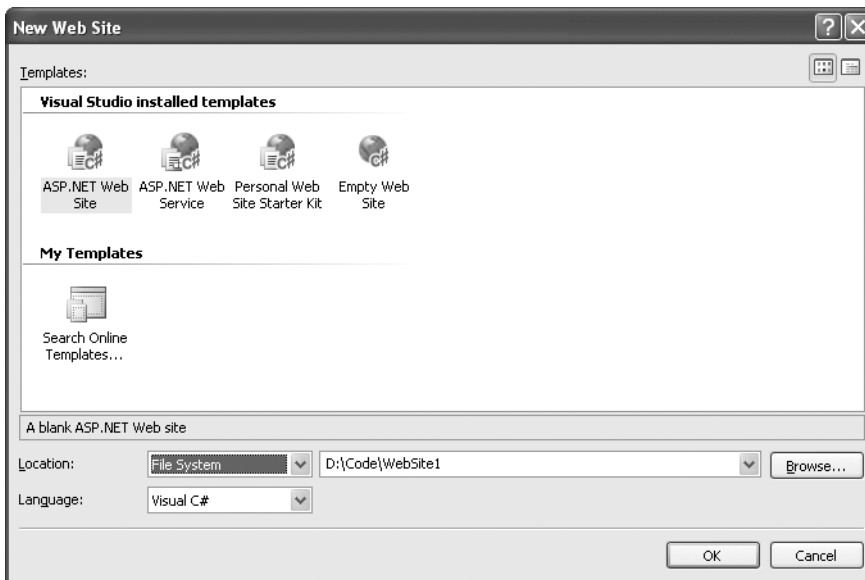 New Web Site
Templates:
Visual Studio installed templates
ASP.NET Web Site
ASP.NET Web Service
Personal Web Site Starter Kit
Empty Web Site
My Templates
Search Online Templates...
A blank ASP.NET Web site
Location:
File System
D:\Code\WebSite1
Browse...
Language:
Visual C#
OK
Cancel